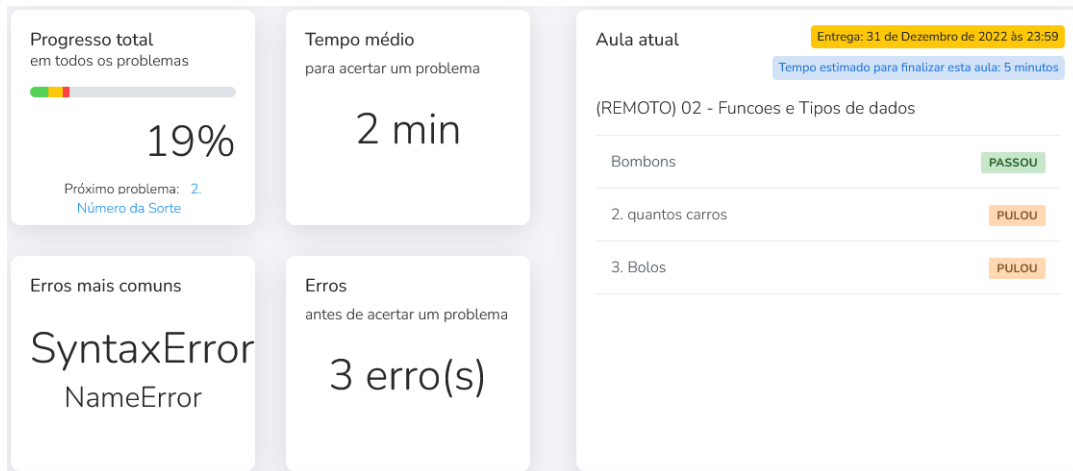 Progresso total
em todos os problemas
19%
Próximo problema: 2.
Número da Sorte
Tempo médio
para acertar um problema
2 min
Erros mais comuns
SyntaxError
NameError
Erros
antes de acertar um problema
3 erro(s)
Aula atual
Entrega: 31 de Dezembro de 2022 às 23:59
Tempo estimado para finalizar esta aula: 5 minutos
(REMOTO) 02 - Funcoes e Tipos de dados
Bombons PASSOU
2. quantos carros PULOU
3. Bolos PULOU